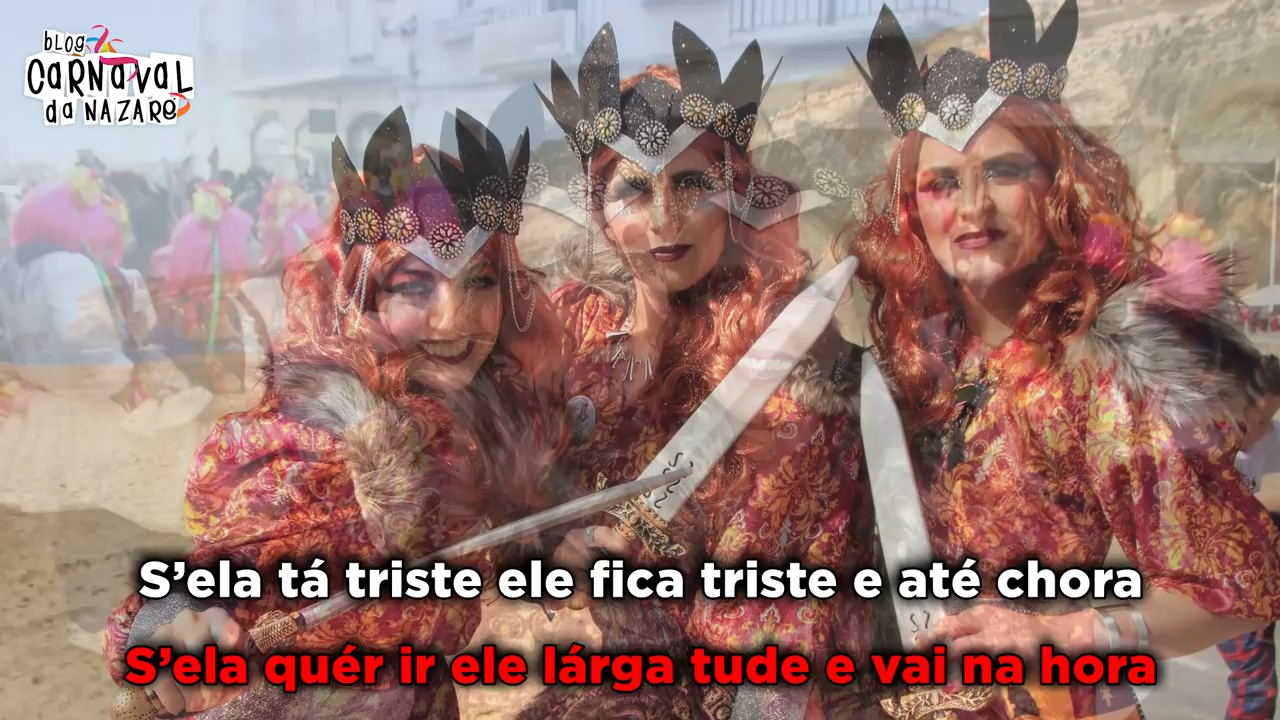 BLOG
CARNAVAL
da NAZARé
S’ela tá triste ele fica triste e até chora
S’ela quér ir ele lárga tude e vai na hora